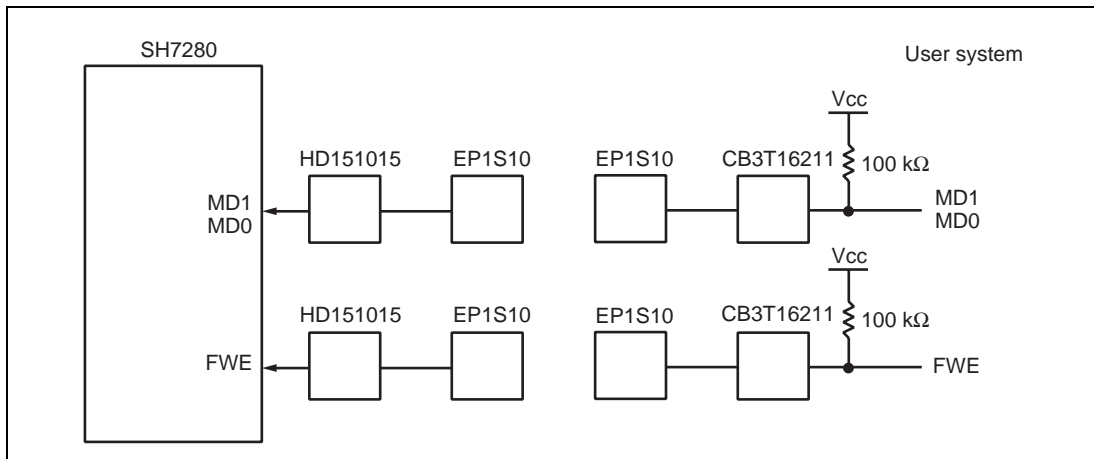 SH7280
User system
Vcc
HD151015 EP1S10 EP1S10 CB3T16211
100 kΩ
MD1
MD0
MD1
MD0
Vcc
HD151015 EP1S10 EP1S10 CB3T16211
100 kΩ
FWE
FWE